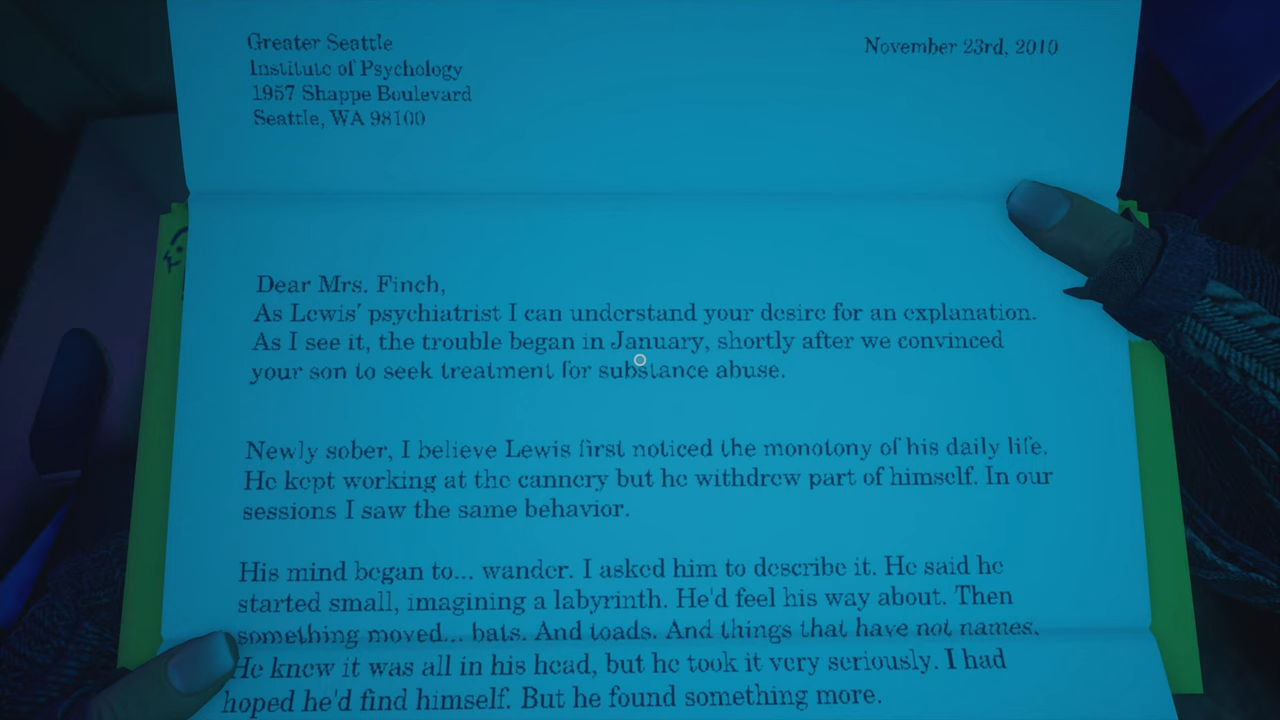 Greater Seattle
November 23rd, 2010
Institute of Psychology
1957 Shappe Boulevard
Seattle, WA 98100
Dear Mrs. Finch,
As Lewis' psychiatrist I can understand your desire for an explanation.
As I see it, the trouble began in January, shortly after we convinced
your son to seek treatment for substance abuse.
Newly sober, I believe Lewis first noticed the monotony of his daily life.
He kept working at the cannery but he withdrew part of himself. In our
sessions I saw the same behavior.
His mind began to... wander. I asked him to describe it. He said he
started small, imagining a labyrinth. He'd feel his way about. Then
something moved... bats. And toads. And things that have not names.
He knew it was all in his head, but he took it very seriously. I had
hoped he'd find himself. But he found something more.